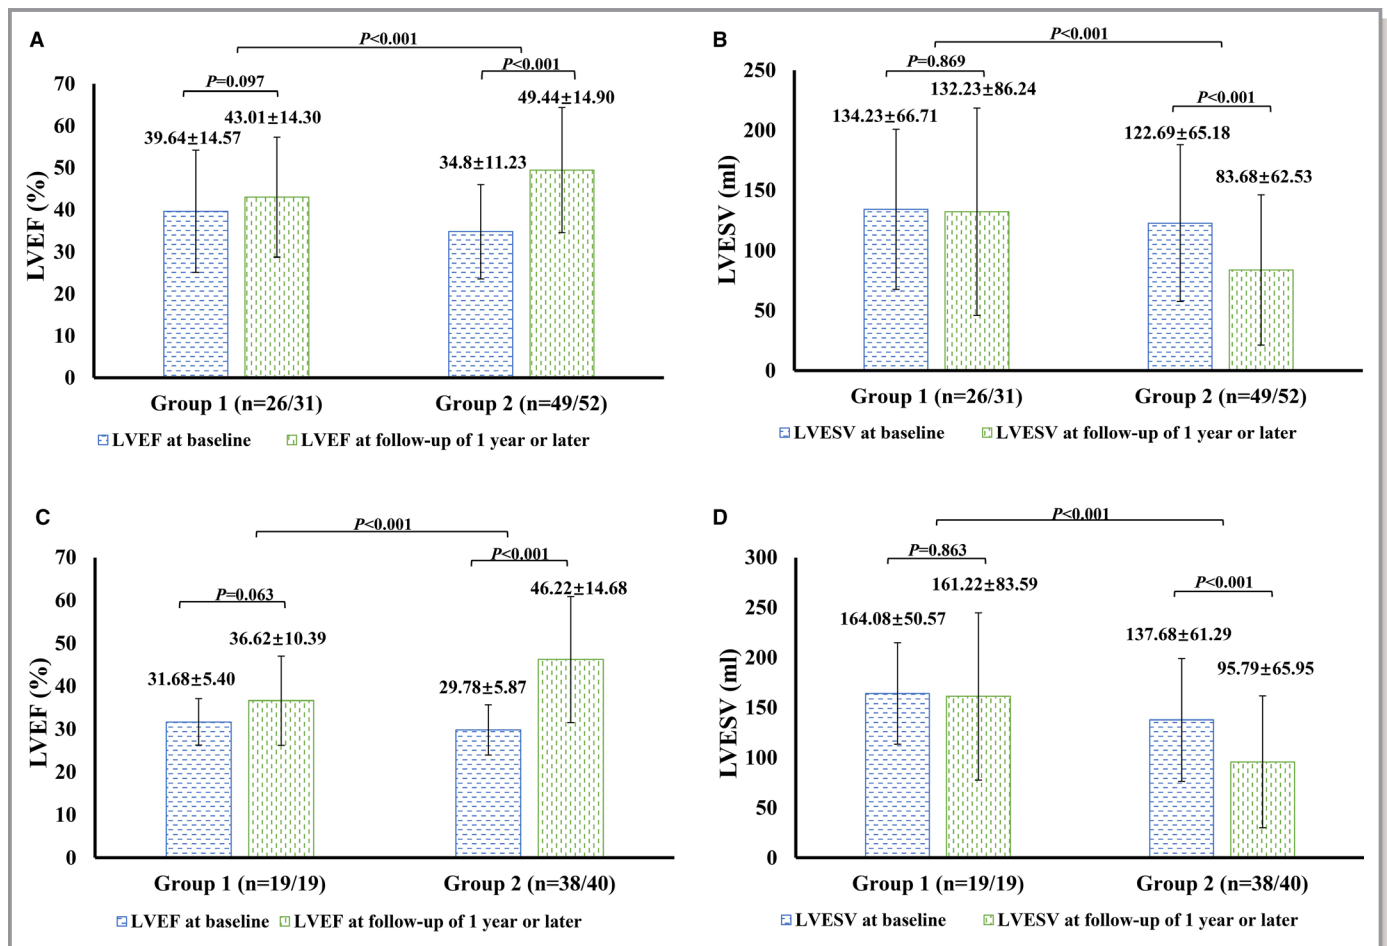 A
P<0.001
P=0.097
P<0.001
39.64±14.57
43.01±14.30
34.8±11.23
49.44±14.90
LVEF (%)
70
60
50
40
30
20
10
0
Group 1 (n=26/31)
Group 2 (n=49/52)
LVEF at baseline
LVEF at follow-up of 1 year or later
B
P<0.001
P=0.869
P<0.001
134.23±66.71
132.23±86.24
122.69±65.18
83.68±62.53
LVESV (ml)
250
200
150
100
50
0
Group 1 (n=26/31)
Group 2 (n=49/52)
LVESV at baseline
LVESV at follow-up of 1 year or later
C
P<0.001
P=0.063
P<0.001
31.68±5.40
36.62±10.39
29.78±5.87
46.22±14.68
LVEF (%)
70
60
50
40
30
20
10
0
Group 1 (n=19/19)
Group 2 (n=38/40)
LVEF at baseline
LVEF at follow-up of 1 year or later
D
P<0.001
P=0.863
P<0.001
164.08±50.57
161.22±83.59
137.68±61.29
95.79±65.95
LVESV (ml)
300
250
200
150
100
50
0
Group 1 (n=19/19)
Group 2 (n=38/40)
LVESV at baseline
LVESV at follow-up of 1 year or later